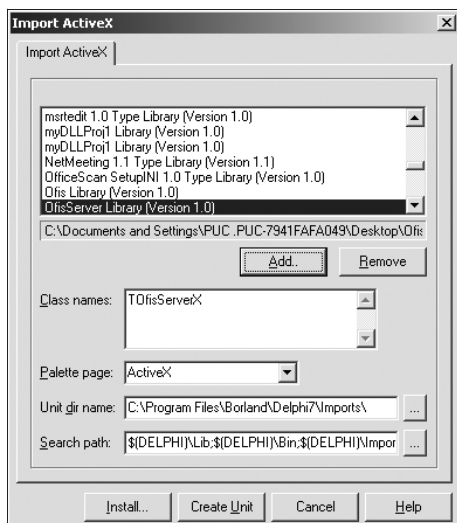 Import ActiveX
Import ActiveX
msrtedit 1.0 Type Library (Version 1.0)
myDLLProj1 Library (Version 1.0)
myDLLProj1 Library (Version 1.0)
NetMeeting 1.1 Type Library (Version 1.1)
OfficeScan SetupINI 1.0 Type Library (Version 1.0)
Ofis Library (Version 1.0)
OfisServer Library (Version 1.0)
C:\Documents and Settings\PUC .PUC-7941FAFA049\Desktop\Ofis
Add.. Remove
Class names: TOfisServerX
Palette page: ActiveX
Unit dir name: C:\Program Files\Borland\Delphi7\Imports\ ...
Search path: $(DELPHI)\Lib;$(DELPHI)\Bin;$(DELPHI)\Impor ...
Install... Create Unit Cancel Help